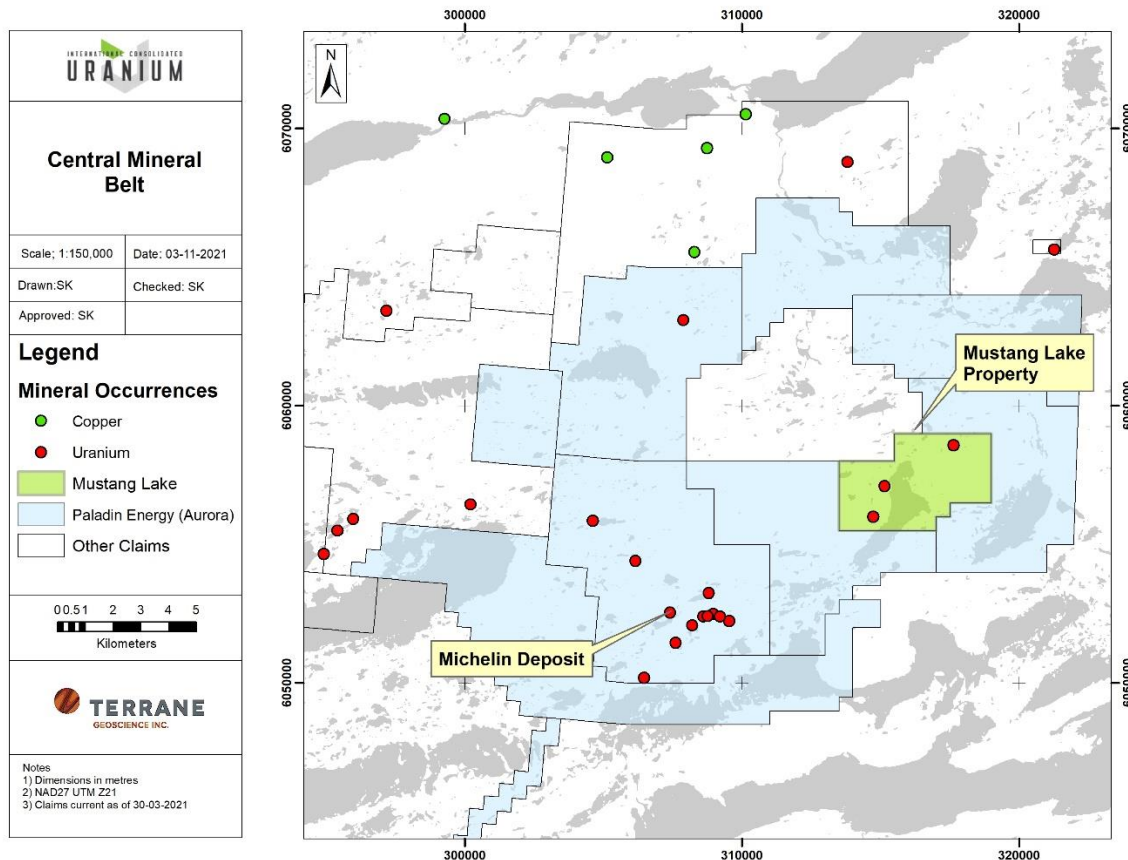 INTERNATIONAL CONSOLIDATED
URANIUM
Central Mineral
Belt
Scale; 1:150,000
Date: 03-11-2021
Drawn:SK
Checked: SK
Approved: SK
Legend
Mineral Occurrences
Copper
Uranium
Mustang Lake
Paladin Energy (Aurora)
Other Claims
0 0.5 1 2 3 4 5
Kilometers
TERRANE
GEOSCIENCE INC.
Notes
1) Dimensions in metres
2) NAD27 UTM Z21
3) Claims current as of 30-03-2021
300000 310000 320000
N
6070000 6070000
Mustang Lake
Property
6060000 6060000
Michelin Deposit
6050000 6050000
300000 310000 320000